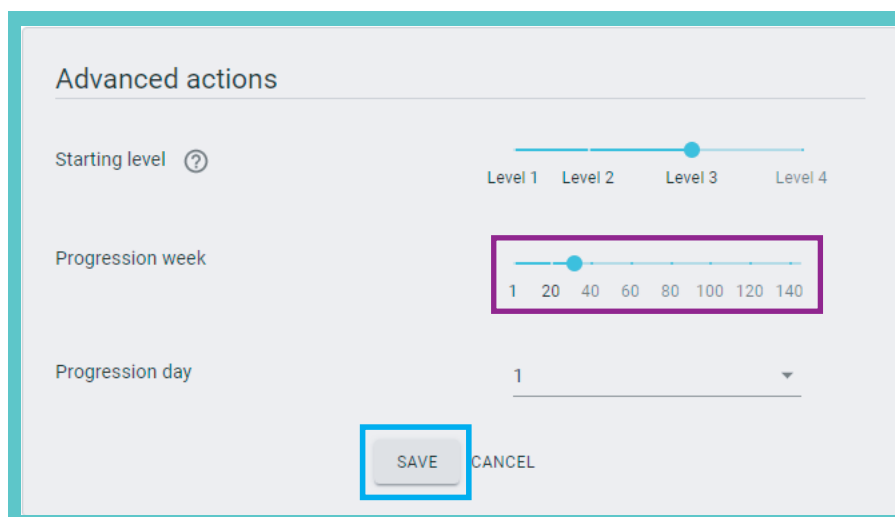 Advanced actions
Starting level ?
Level 1 Level 2 Level 3 Level 4
Progression week
1 20 40 60 80 100 120 140
Progression day
1
SAVE CANCEL